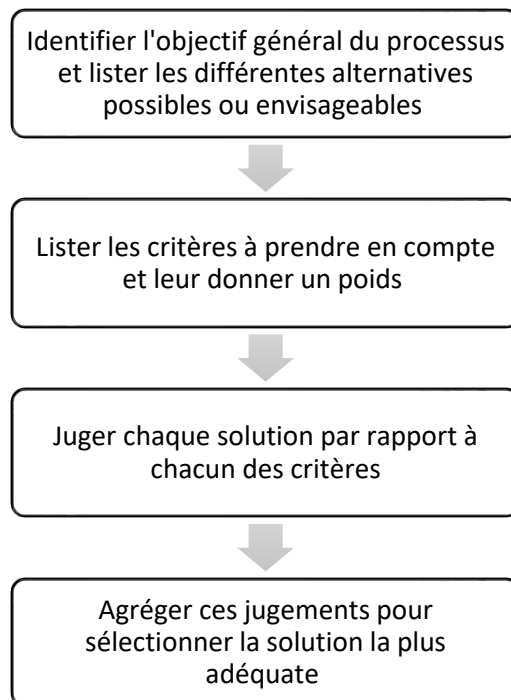 Identifier l'objectif général du processus
et lister les différentes alternatives
possibles ou envisageables
Lister les critères à prendre en compte
et leur donner un poids
Juger chaque solution par rapport à
chacun des critères
Agréger ces jugements pour
sélectionner la solution la plus
adéquate